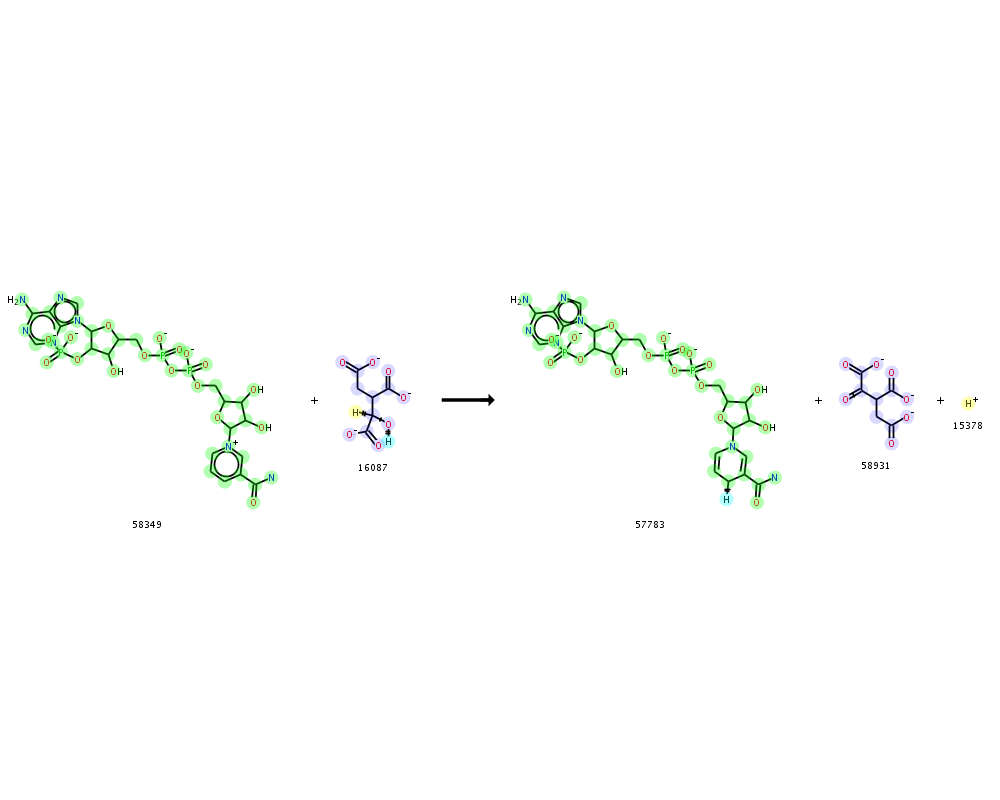 H₂N N N N N O OH O O⁻ P O⁻ O O O⁻ P O O⁻ P O O OH OH O N⁺ N O
58349
+
O O⁻ O O⁻ H O H O⁻ O
16087
H₂N N N N N O OH O O⁻ P O⁻ O O O⁻ P O O⁻ P O O OH OH O N H N O
57783
+
O O⁻ O O O⁻ O⁻ O
58931
+
H⁺
15378